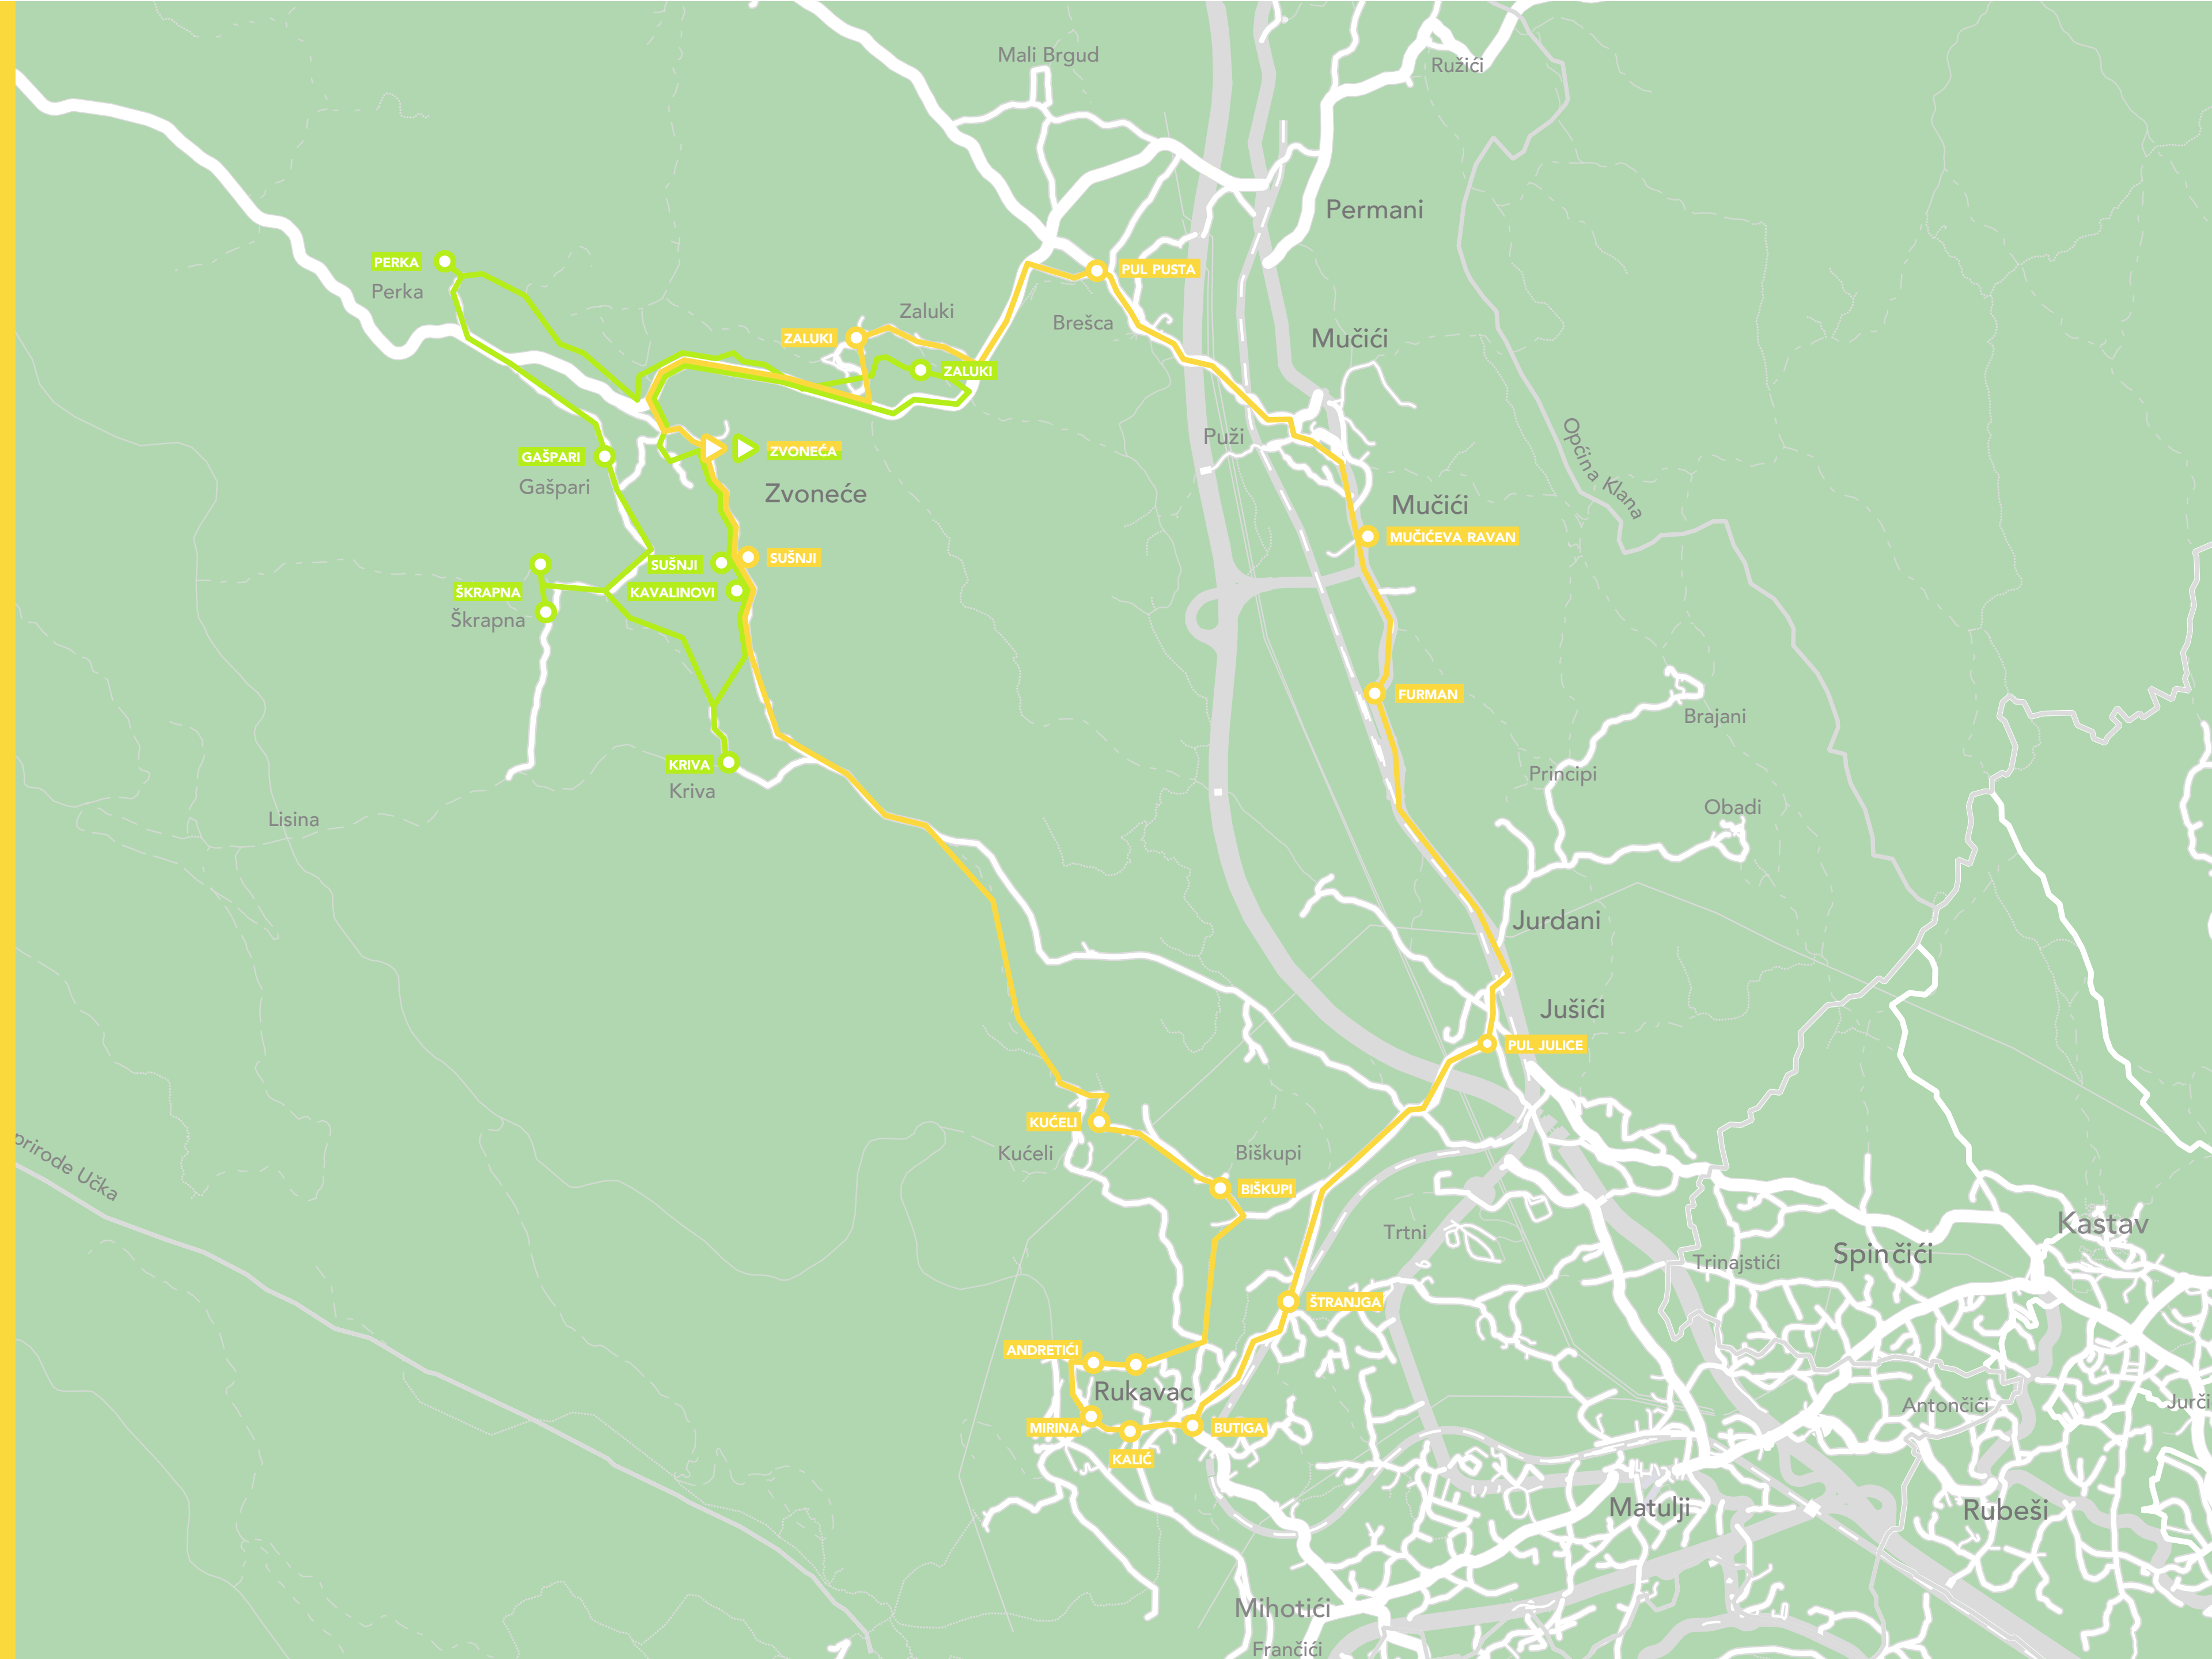 Mali Brgud
Ružići
Permani
PERKA
Perka
PUL PUSTA
Zaluki
Brešca
ZALUKI
Mučići
ZALUKI
Puži
Općina Klana
ZVONEĆA
GAŠPARI
Gašpari
Zvoneće
Mučići
MUČIĆEVA RAVAN
SUŠNJI
SUŠNJI
ŠKRAPNA
KAVALINOVI
Škrapna
FURMAN
Brajani
KRIVA
Kriva
Principi
Obadi
Lisina
Jurdani
Jušići
PUL JULICE
KUĆELI
Kućeli
Biškupi
prirode Učka
BIŠKUPI
Trtni
Kastav
Spinčići
Trinajstići
ŠTRANJGA
ANDRETIĆI
Rukavac
Antončići
Jurči
MIRINA
BUTIGA
KALIĆ
Matulji
Rubeši
Mihotići
Frančići